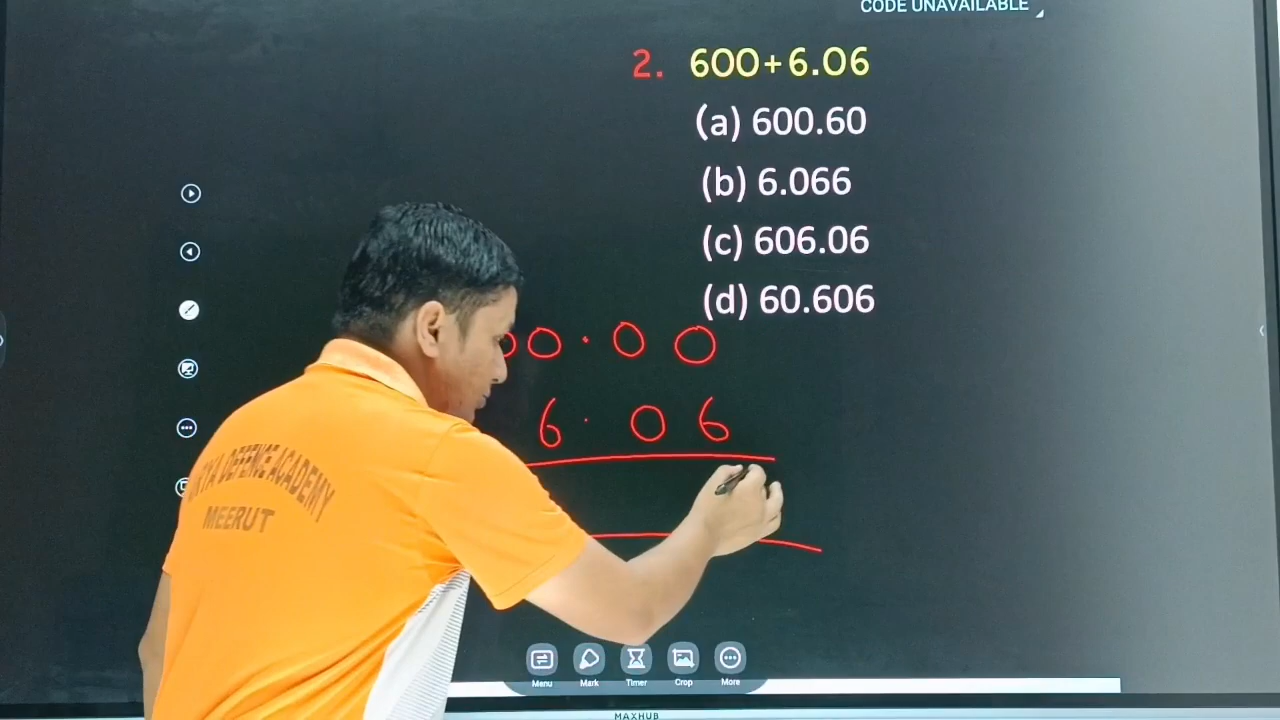 CODE UNAVAILABLE
2. 600+6.06
(a) 600.60
(b) 6.066
(c) 606.06
(d) 60.606
00.00
6.06
DEFENCE ACADEMY
MEERUT
Menu Mark Timer Crop More
MAXHUB